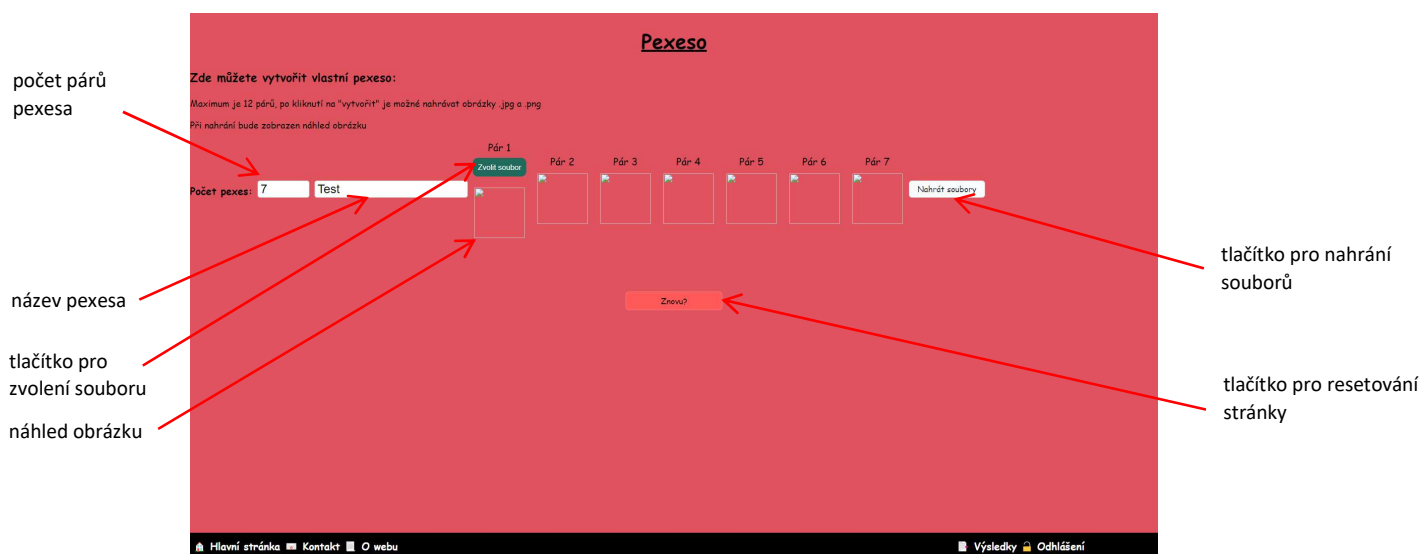 Pexeso
počet párů
pexesa
Zde můžete vytvořit vlastní pexeso:
Maximum je 12 párů, po kliknutí na "vytvořit" je možné nahrávat obrázky .jpg a .png
Při nahrání bude zobrazen náhled obrázku
Pár 1
Zvolit soubor
Pár 2 Pár 3 Pár 4 Pár 5 Pár 6 Pár 7
Počet pexes: 7 Test
Nahrát soubory
tlačítko pro nahrání
souborů
název pexesa
Znovu?
tlačítko pro
zvolení souboru
tlačítko pro resetování
stránky
náhled obrázku
Hlavní stránka Kontakt O webu Výsledky Odhlášení